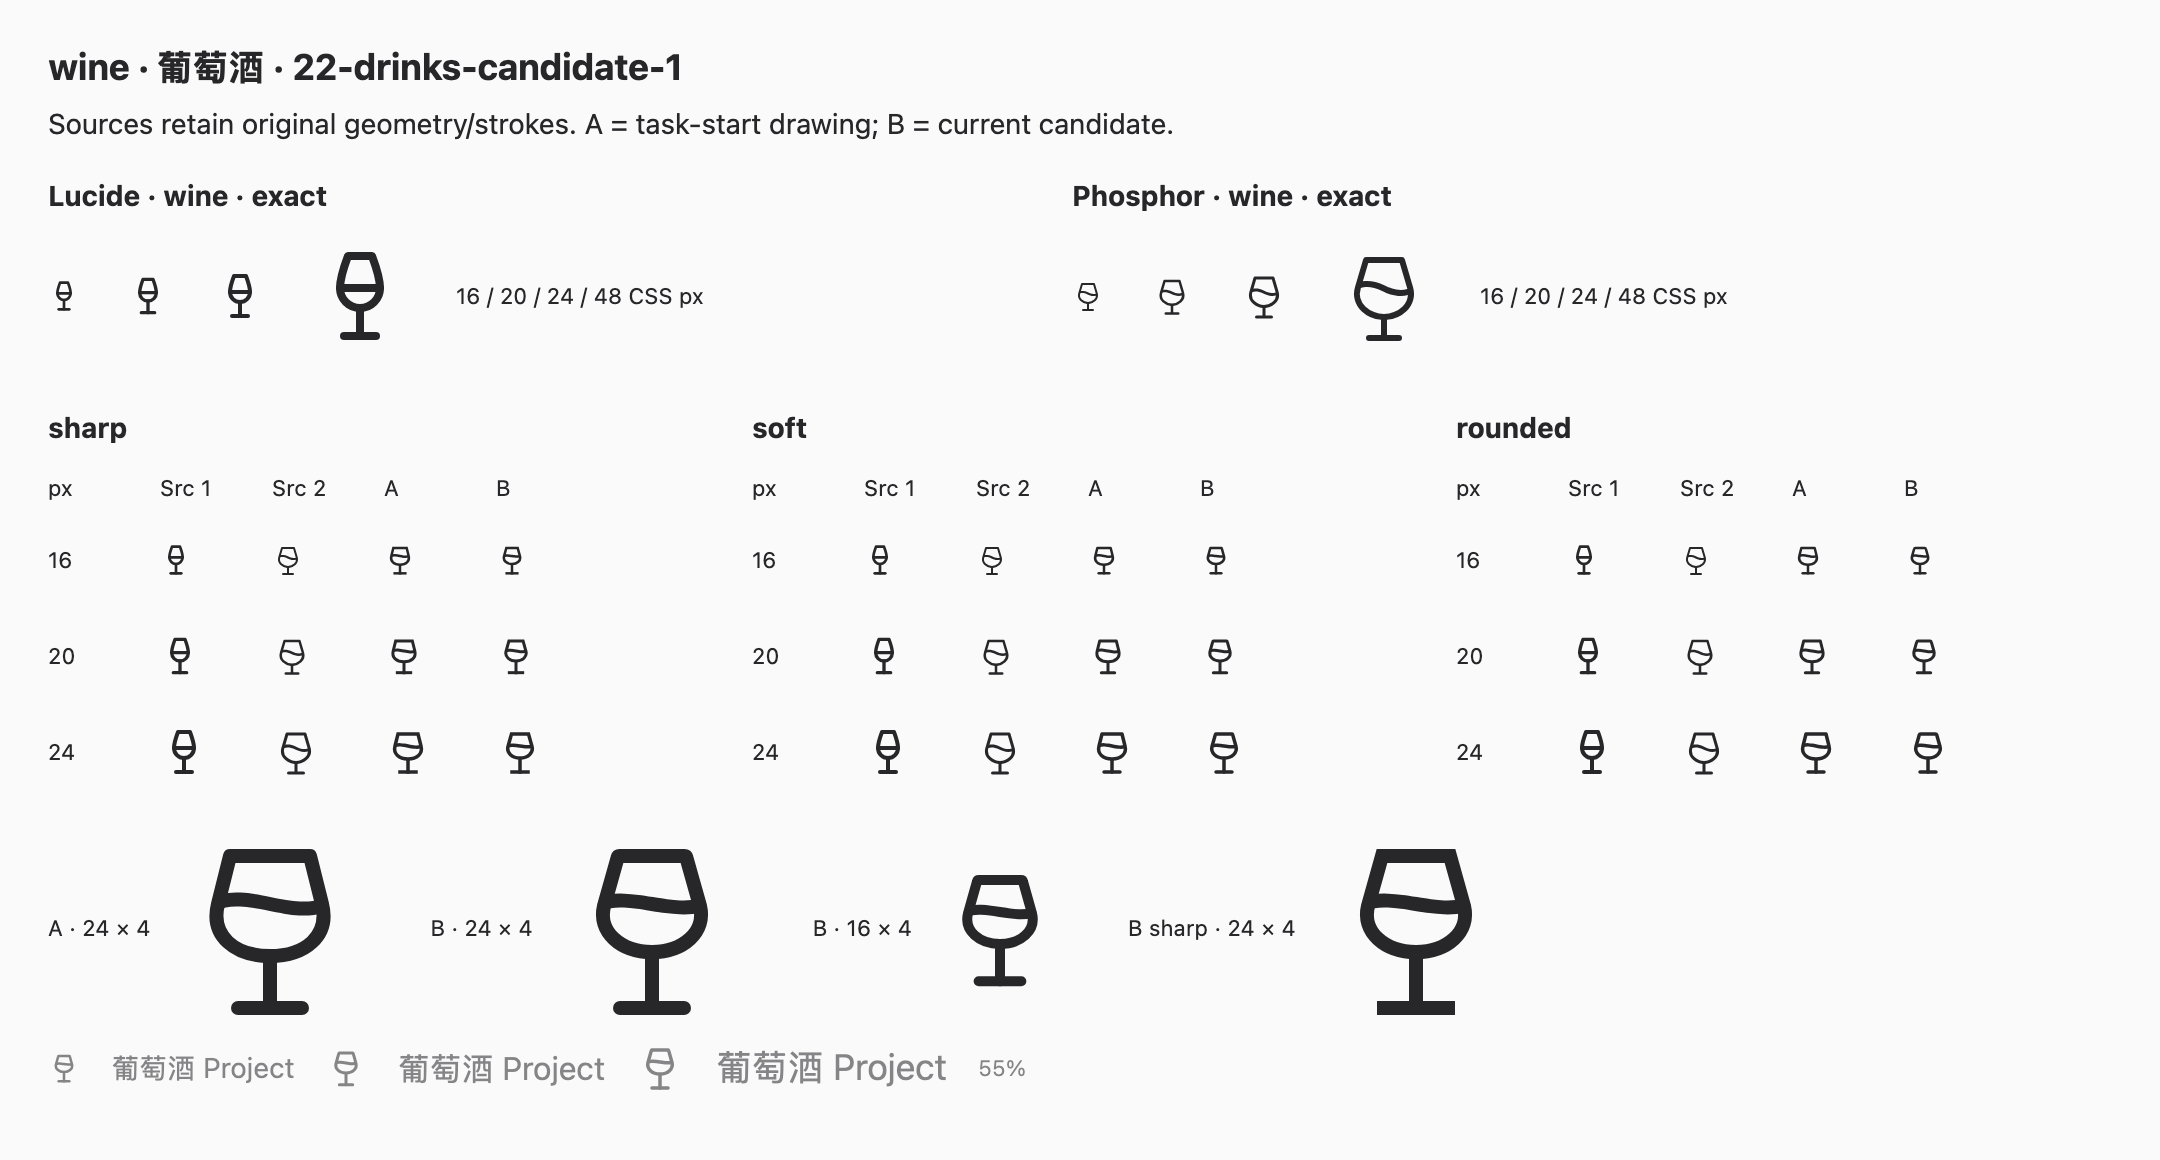 wine · 葡萄酒 · 22-drinks-candidate-1
Sources retain original geometry/strokes. A = task-start drawing; B = current candidate.
Lucide · wine · exact
Phosphor · wine · exact
16 / 20 / 24 / 48 CSS px
16 / 20 / 24 / 48 CSS px
sharp
soft
rounded
px Src 1 Src 2 A B
px Src 1 Src 2 A B
px Src 1 Src 2 A B
16
16
16
20
20
20
24
24
24
A · 24 × 4
B · 24 × 4
B · 16 × 4
B sharp · 24 × 4
葡萄酒 Project
葡萄酒 Project
葡萄酒 Project
55%